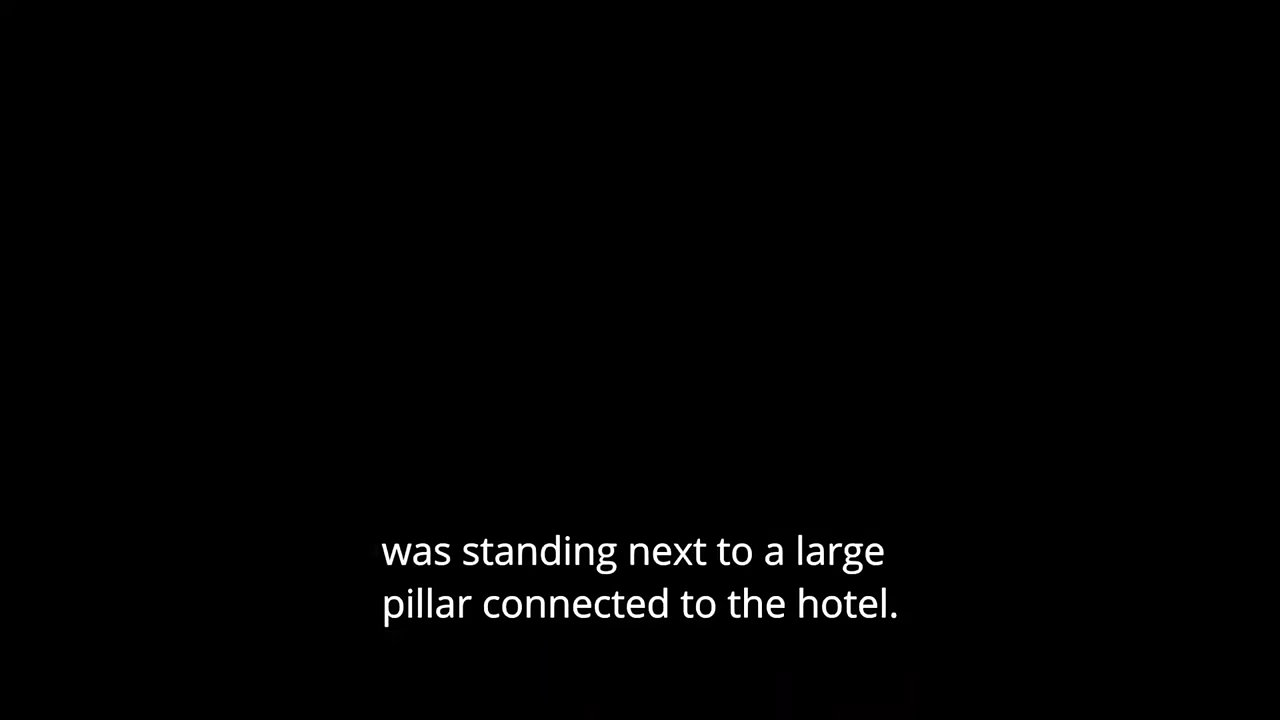 was standing next to a large
pillar connected to the hotel.